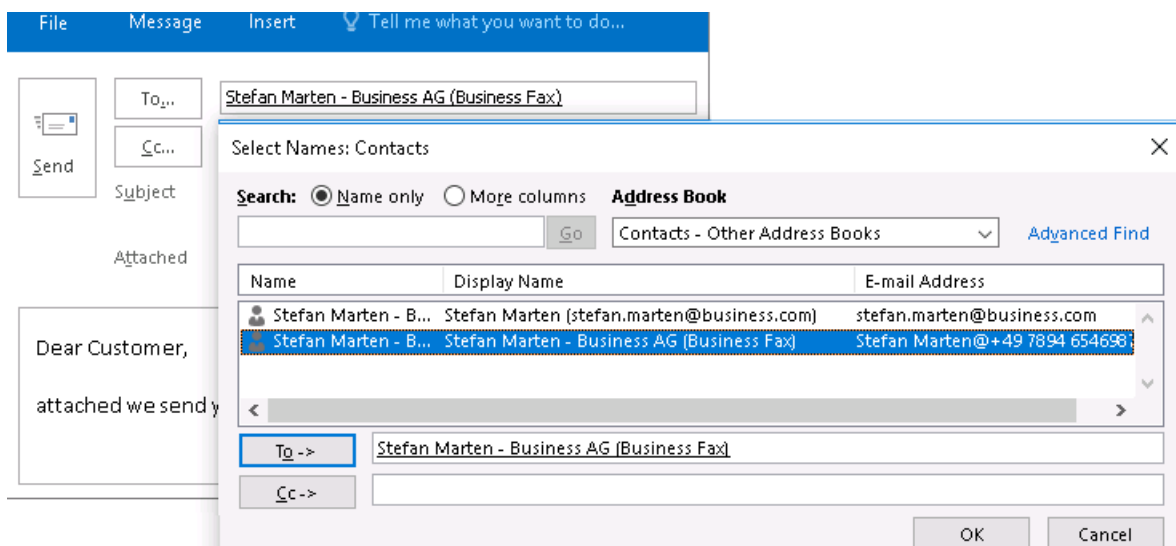 File Message Insert Tell me what you want to do...
To... Stefan Marten - Business AG (Business Fax)
Cc...
Send
Subject
Attached
Dear Customer,
attached we send y
Select Names: Contacts
Search: Name only More columns Address Book
Go Contacts - Other Address Books Advanced Find
Name Display Name E-mail Address
Stefan Marten - B... Stefan Marten (stefan.marten@business.com) stefan.marten@business.com
Stefan Marten - B... Stefan Marten - Business AG (Business Fax) Stefan Marten@+49 7894 654698
To -> Stefan Marten - Business AG (Business Fax)
Cc ->
OK Cancel